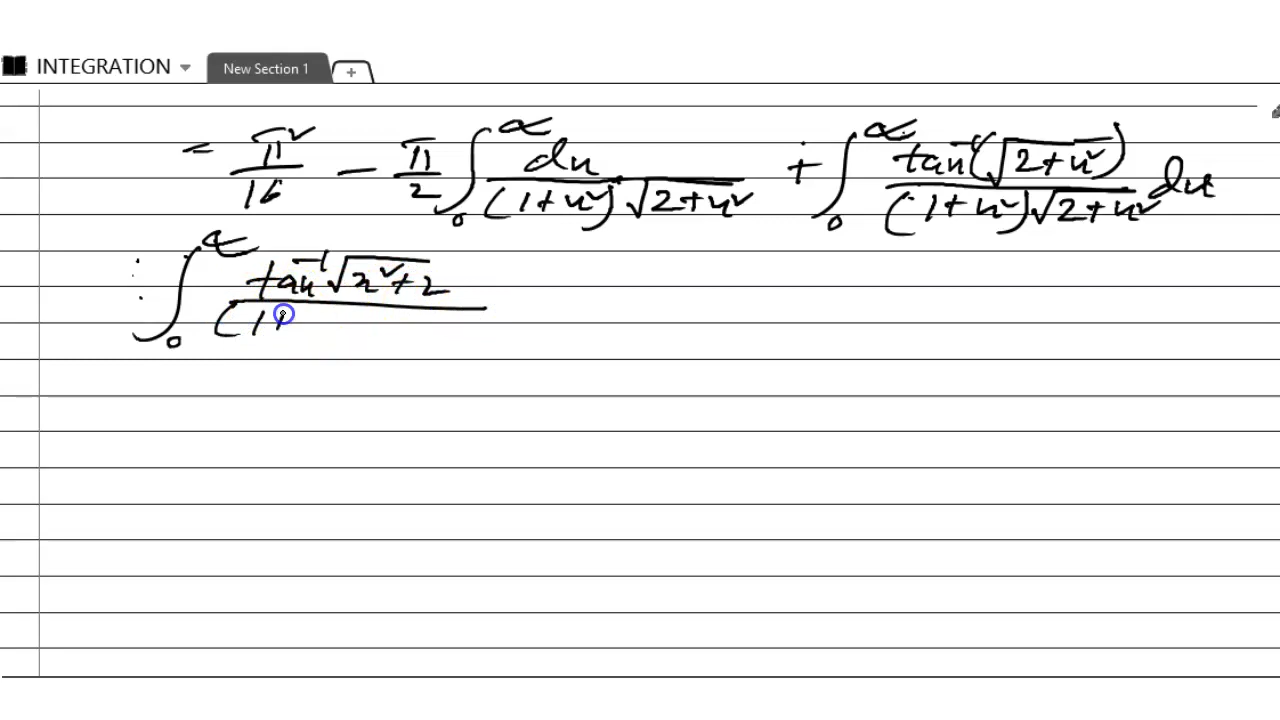 INTEGRATION New Section 1 +
= π²/16 − π/2 ∫₀^∝ du/((1+u²)√(2+u²)) + ∫₀^∝ tan⁻¹(√(2+u²))/((1+u²)√(2+u²)) du
∫₀^∝ tan⁻¹√(x²+2)
(1+